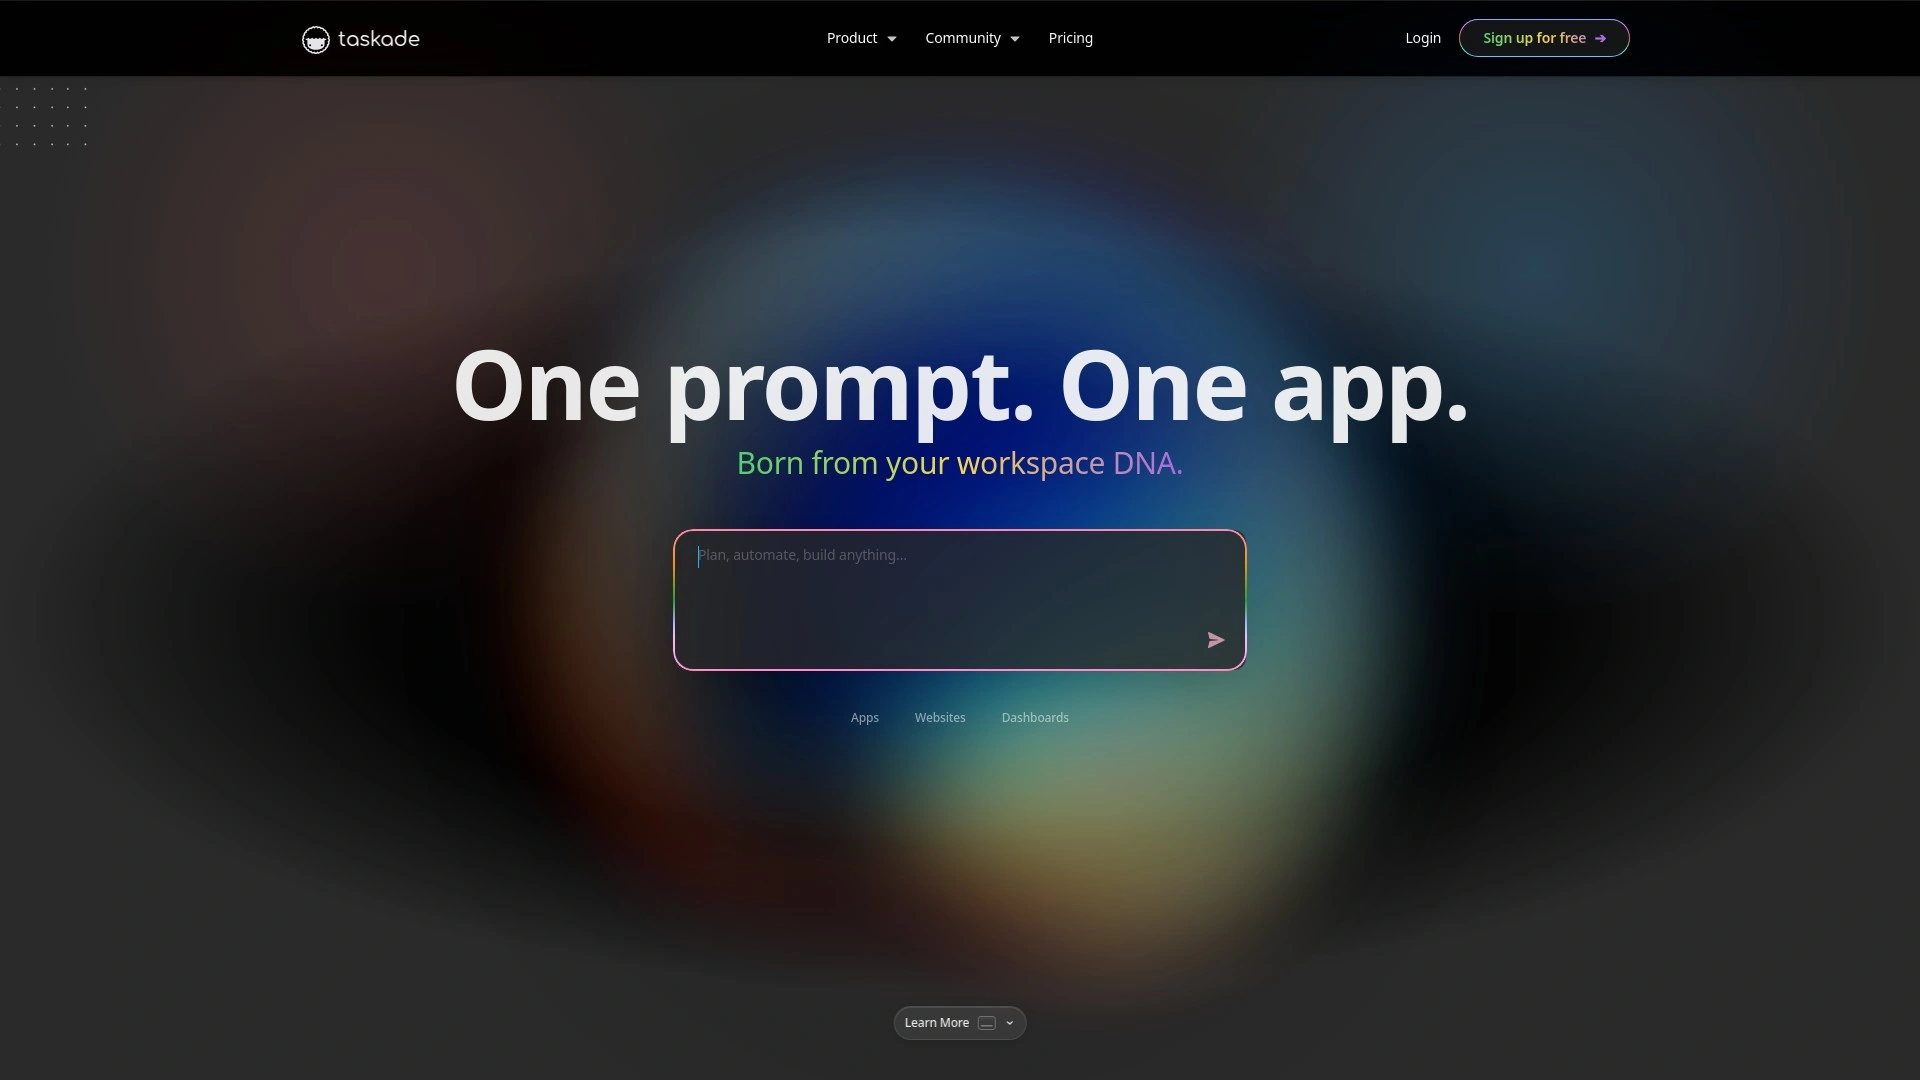 taskade
Product
Community
Pricing
Login
Sign up for free ➔
One prompt. One app.
Born from your workspace DNA.
Plan, automate, build anything...
Apps
Websites
Dashboards
Learn More